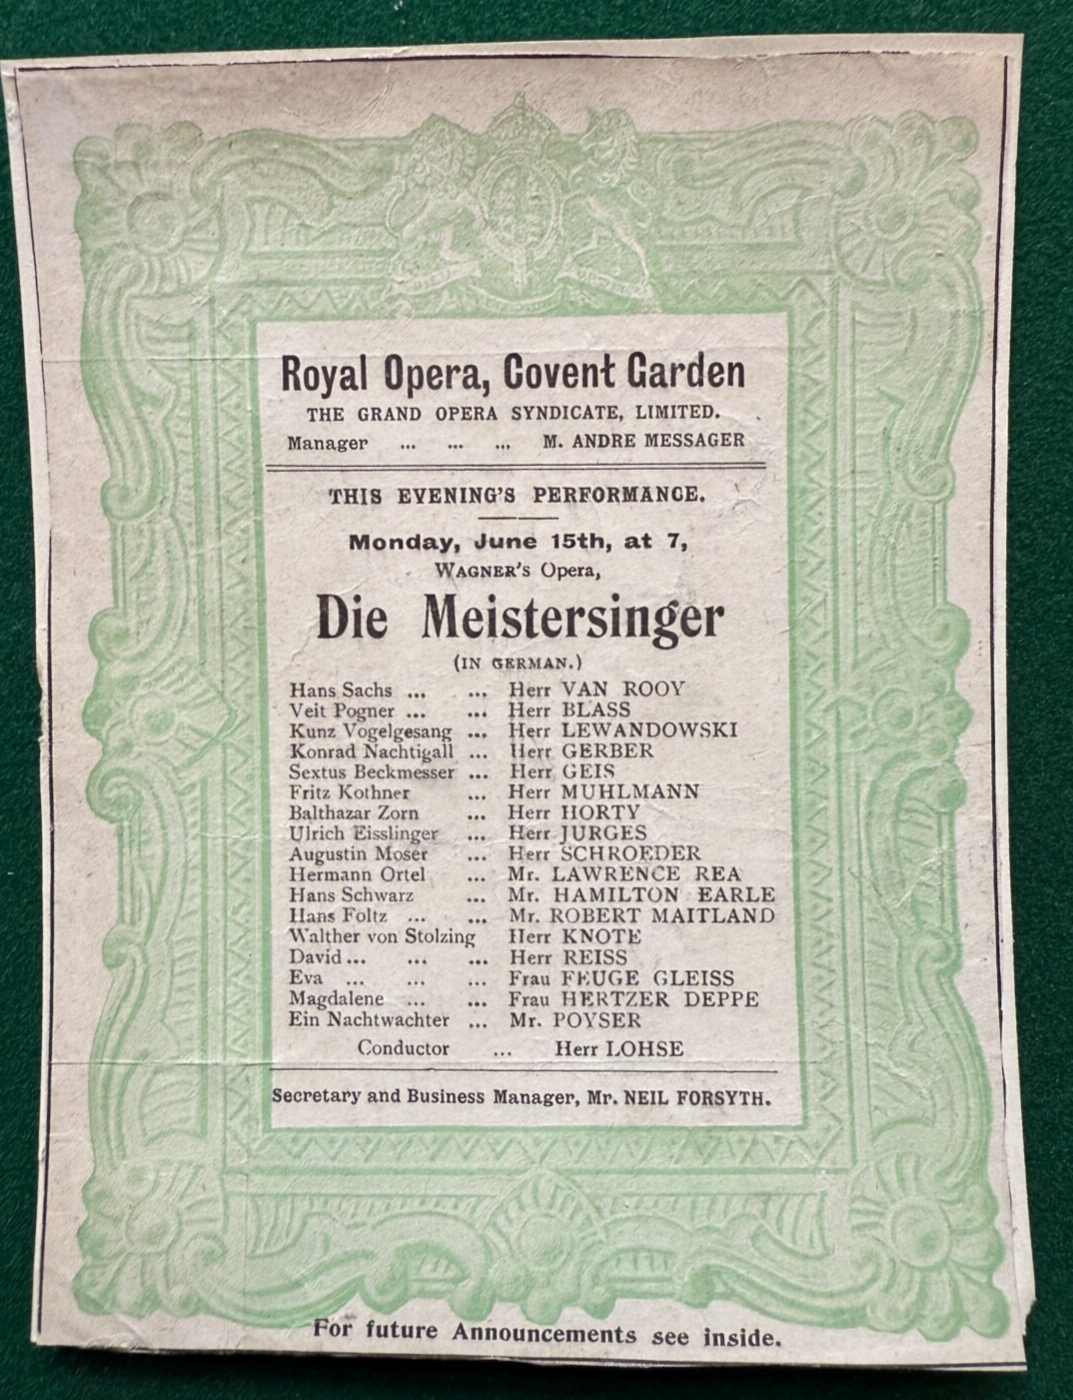 Royal Opera, Covent Garden
THE GRAND OPERA SYNDICATE, LIMITED.
Manager ... ... ... M. ANDRE MESSAGER
THIS EVENING'S PERFORMANCE.
Monday, June 15th, at 7,
WAGNER'S Opera,
Die Meistersinger
(IN GERMAN.)
Hans Sachs ... ... Herr VAN ROOY
Veit Pogner ... ... Herr BLASS
Kunz Vogelgesang ... Herr LEWANDOWSKI
Konrad Nachtigall ... Herr GERBER
Sextus Beckmesser ... Herr GEIS
Fritz Kothner ... Herr MUHLMANN
Balthazar Zorn ... Herr HORTY
Ulrich Eisslinger ... Herr JURGES
Augustin Moser ... Herr SCHROEDER
Hermann Ortel ... Mr. LAWRENCE REA
Hans Schwarz ... Mr. HAMILTON EARLE
Hans Foltz ... ... Mr. ROBERT MAITLAND
Walther von Stolzing Herr KNOTE
David ... ... ... Herr REISS
Eva ... ... ... Frau FEUGE GLEISS
Magdalene ... ... Frau HERTZER DEPPE
Ein Nachtwachter ... Mr. POYSER
Conductor ... Herr LOHSE
Secretary and Business Manager, Mr. NEIL FORSYTH.
For future Announcements see inside.